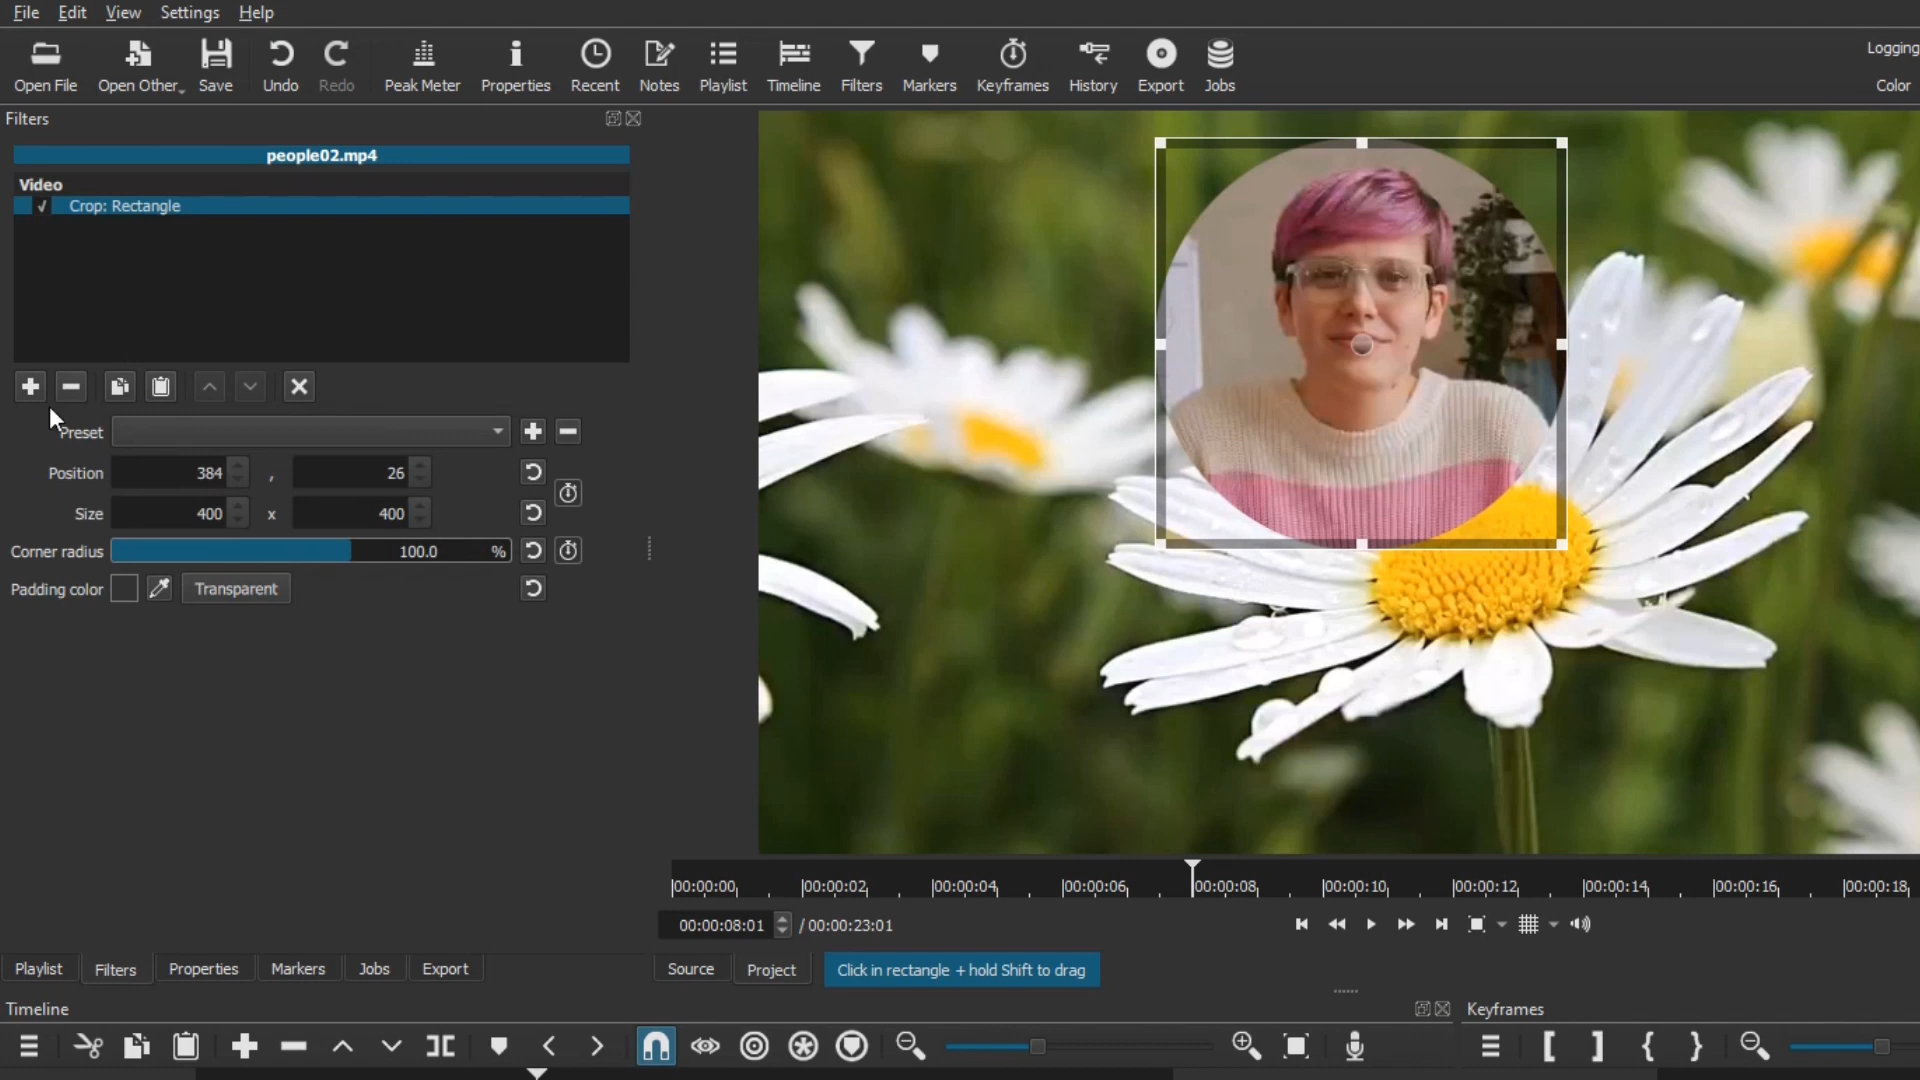 File Edit View Settings Help
Open File Open Other Save Undo Redo Peak Meter Properties Recent Notes Playlist Timeline Filters Markers Keyframes History Export Jobs
Logging
Color
Filters
people02.mp4
Video
✓ Crop: Rectangle
Preset
Position 384 , 26
Size 400 x 400
Corner radius 100.0 %
Padding color Transparent
00:00:00 00:00:02 00:00:04 00:00:06 00:00:08 00:00:10 00:00:12 00:00:14 00:00:16 00:00:18
00:00:08:01 / 00:00:23:01
Playlist Filters Properties Markers Jobs Export
Source Project Click in rectangle + hold Shift to drag
Timeline
Keyframes